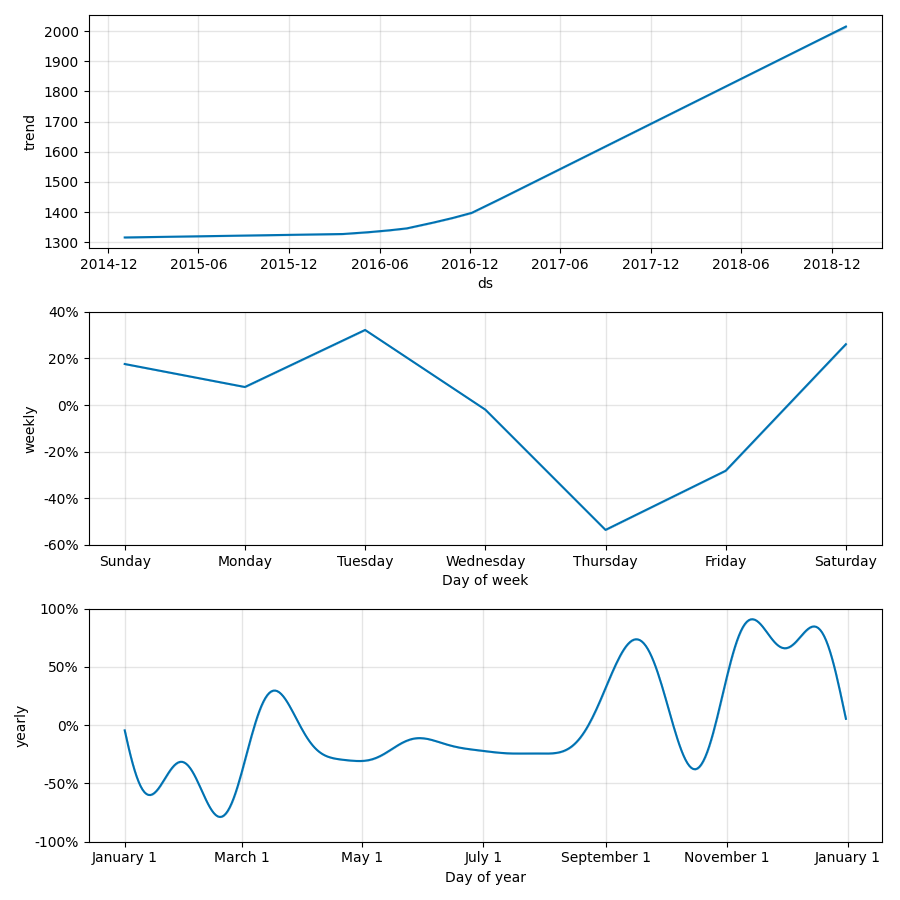 2000
1900
1800
1700
1600
1500
1400
1300
trend
2014-12 2015-06 2015-12 2016-06 2016-12 2017-06 2017-12 2018-06 2018-12
ds
40%
20%
0%
-20%
-40%
-60%
weekly
Sunday Monday Tuesday Wednesday Thursday Friday Saturday
Day of week
100%
50%
0%
-50%
-100%
yearly
January 1 March 1 May 1 July 1 September 1 November 1 January 1
Day of year